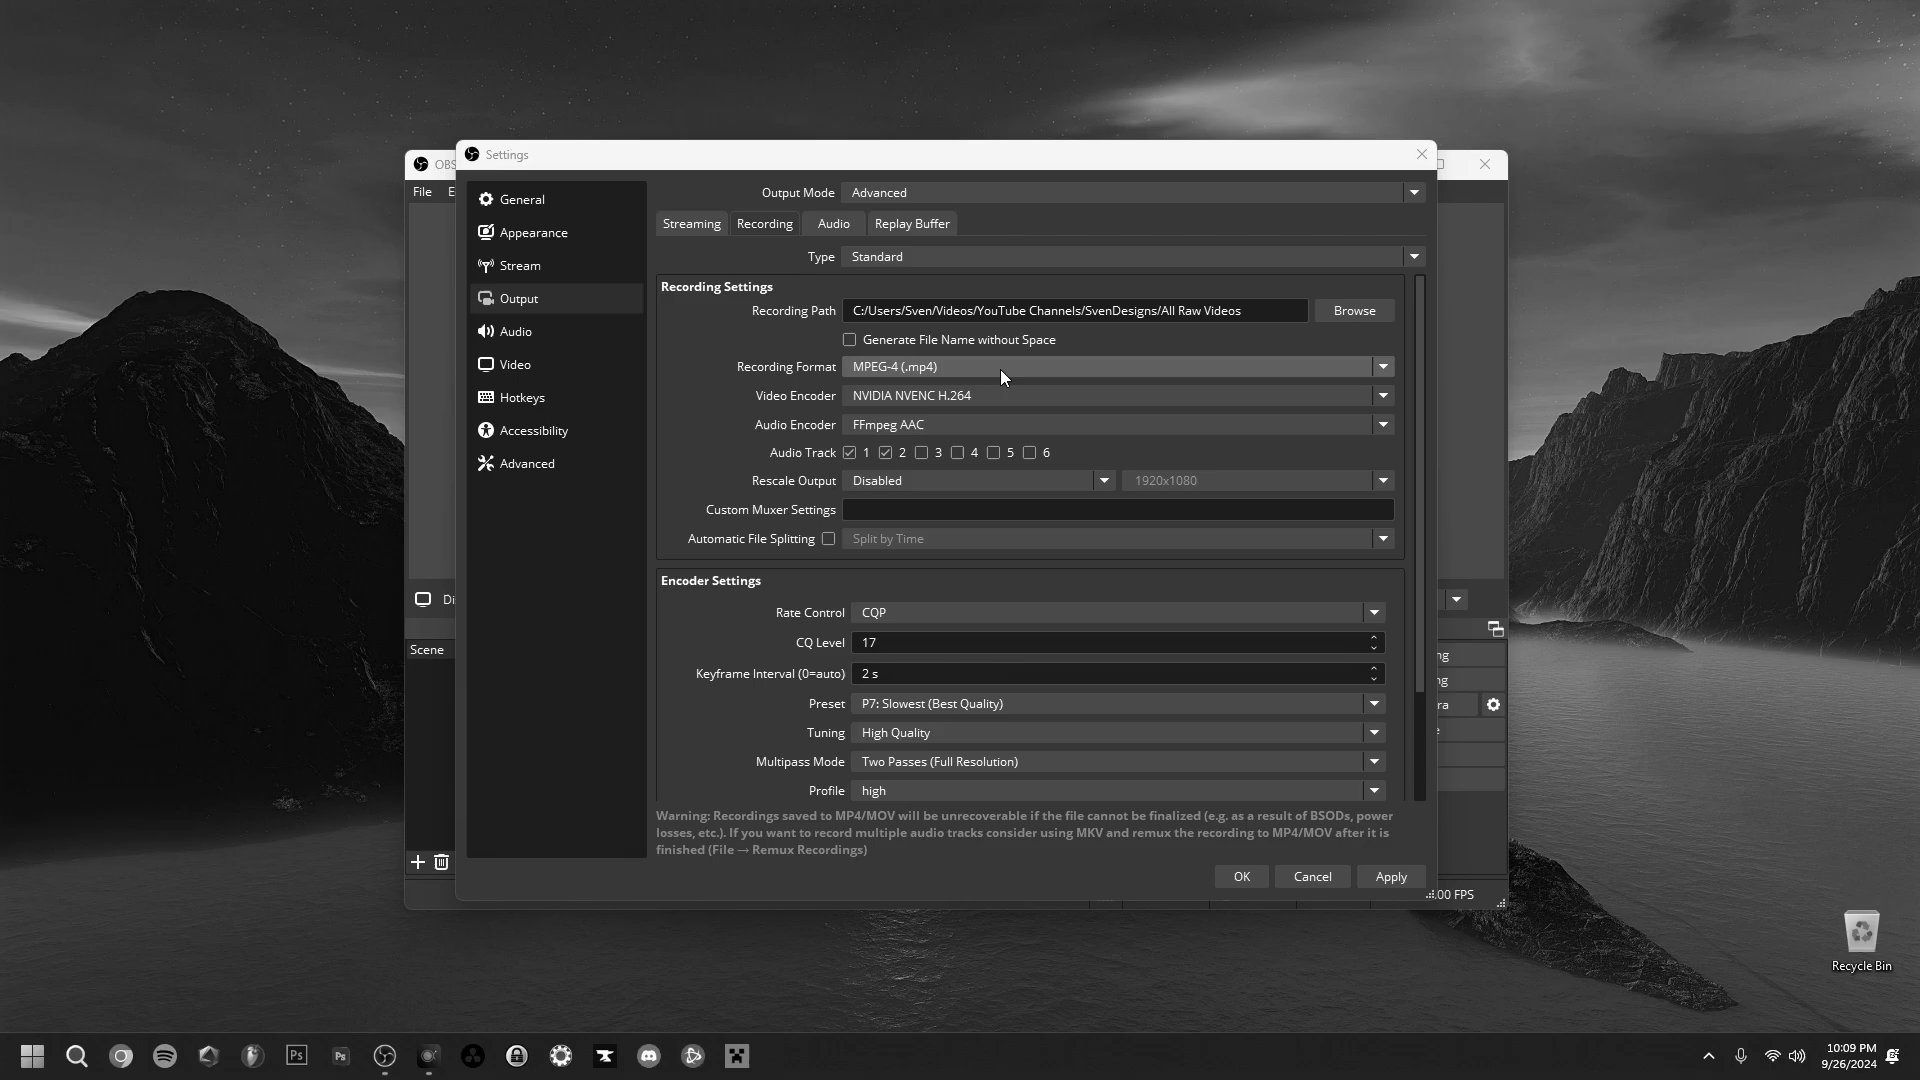 OBS
Settings
File
E
General
Appearance
Stream
Output
Audio
Video
Hotkeys
Accessibility
Advanced
Output Mode Advanced
Streaming Recording Audio Replay Buffer
Type Standard
Recording Settings
Recording Path C:/Users/Sven/Videos/YouTube Channels/SvenDesigns/All Raw Videos Browse
Generate File Name without Space
Recording Format MPEG-4 (.mp4)
Video Encoder NVIDIA NVENC H.264
Audio Encoder FFmpeg AAC
Audio Track 1 2 3 4 5 6
Rescale Output Disabled 1920x1080
Custom Muxer Settings
Automatic File Splitting Split by Time
Encoder Settings
Rate Control CQP
CQ Level 17
Keyframe Interval (0=auto) 2 s
Preset P7: Slowest (Best Quality)
Tuning High Quality
Multipass Mode Two Passes (Full Resolution)
Profile high
Warning: Recordings saved to MP4/MOV will be unrecoverable if the file cannot be finalized (e.g. as a result of BSODs, power
losses, etc.). If you want to record multiple audio tracks consider using MKV and remux the recording to MP4/MOV after it is
finished (File → Remux Recordings)
OK Cancel Apply
Di
Scene
ng
ng
ra
e
.00 FPS
Recycle Bin
Ps
Ps
10:09 PM
9/26/2024